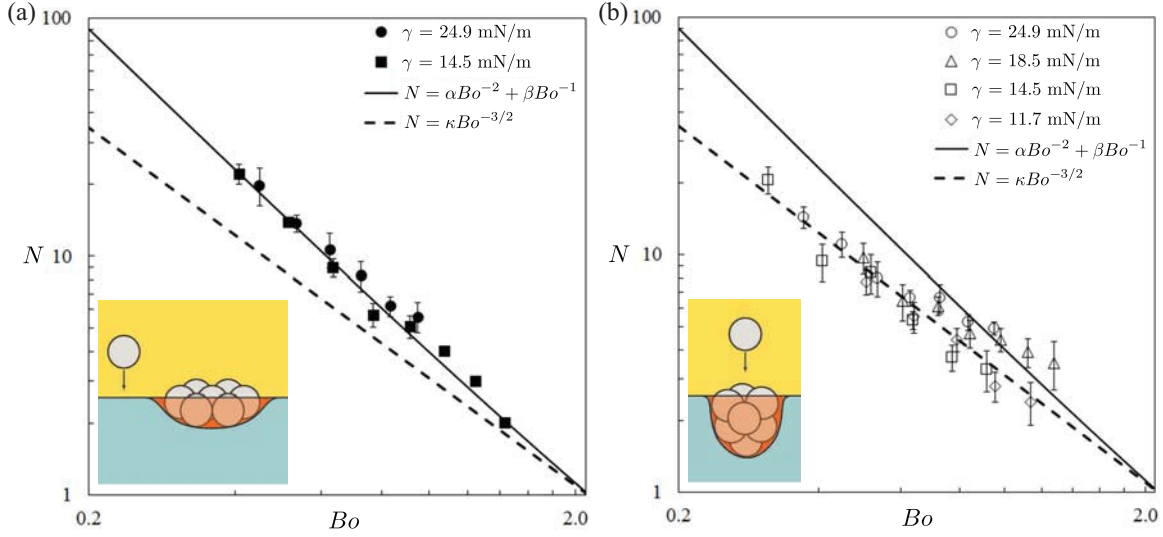 (a)
100
10
1
N
0.2
Bo
2.0
γ = 24.9 mN/m
γ = 14.5 mN/m
N = αBo⁻² + βBo⁻¹
N = κBo⁻³/²
(b)
100
10
1
N
0.2
Bo
2.0
γ = 24.9 mN/m
γ = 18.5 mN/m
γ = 14.5 mN/m
γ = 11.7 mN/m
N = αBo⁻² + βBo⁻¹
N = κBo⁻³/²